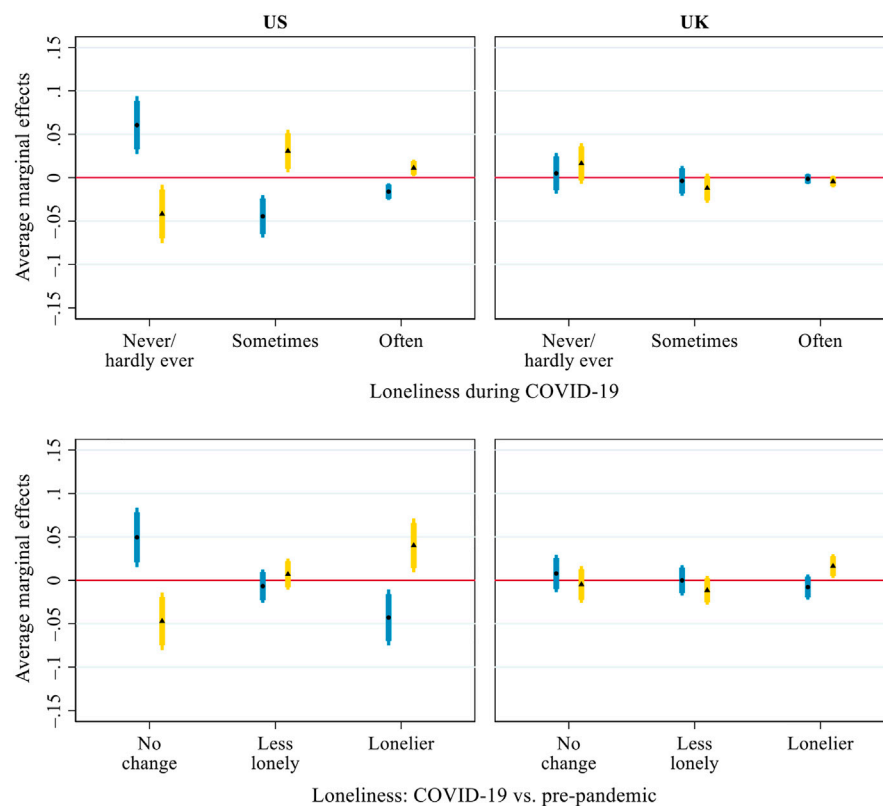 US
UK
Average marginal effects
.15
.1
.05
0
-.05
-.1
-.15
Never/
hardly ever
Sometimes
Often
Never/
hardly ever
Sometimes
Often
Loneliness during COVID-19
Average marginal effects
.15
.1
.05
0
-.05
-.1
-.15
No
change
Less
lonely
Lonelier
No
change
Less
lonely
Lonelier
Loneliness: COVID-19 vs. pre-pandemic